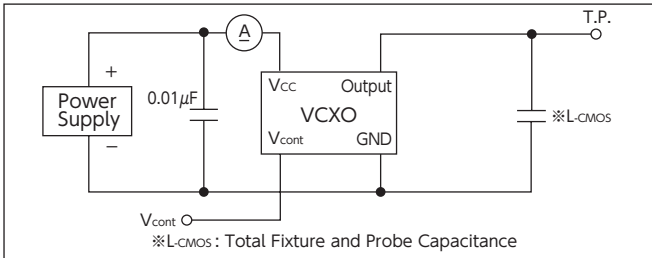 T.P.
A
+
Power
Supply
−
0.01μF
Vcc Output
VCXO
Vcont GND
※L-CMOS
Vcont
※L-CMOS : Total Fixture and Probe Capacitance